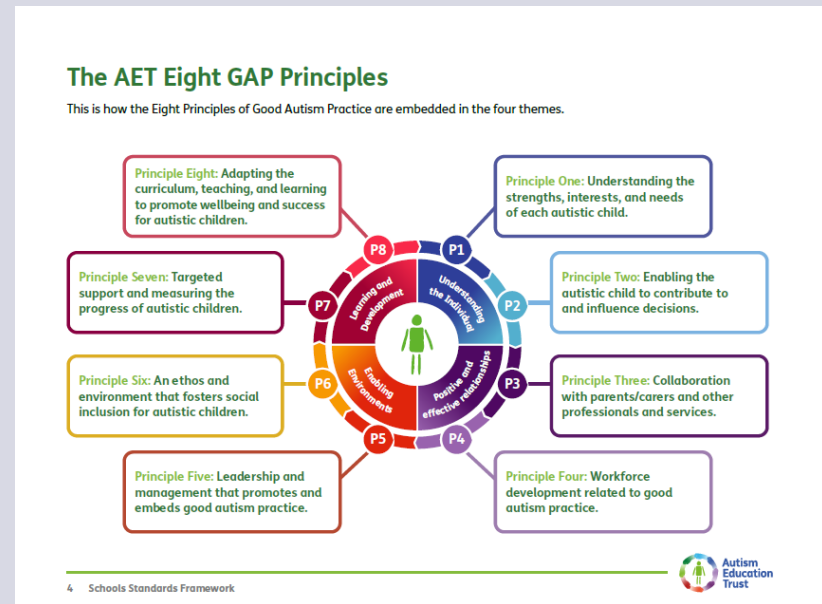 The AET Eight GAP Principles
This is how the Eight Principles of Good Autism Practice are embedded in the four themes.
Principle Eight: Adapting the
curriculum, teaching, and learning
to promote wellbeing and success
for autistic children.
Principle One: Understanding the
strengths, interests, and needs
of each autistic child.
Principle Seven: Targeted
support and measuring the
progress of autistic children.
Principle Two: Enabling the
autistic child to contribute to
and influence decisions.
Principle Six: An ethos and
environment that fosters social
inclusion for autistic children.
Principle Three: Collaboration
with parents/carers and other
professionals and services.
Principle Five: Leadership and
management that promotes and
embeds good autism practice.
Principle Four: Workforce
development related to good
autism practice.
P8
P1
P7
P2
P6
P3
P5
P4
Learning and
Development
Understanding
the Individual
Enabling
Environments
Positive and
effective relationships
4 Schools Standards Framework
Autism
Education
Trust